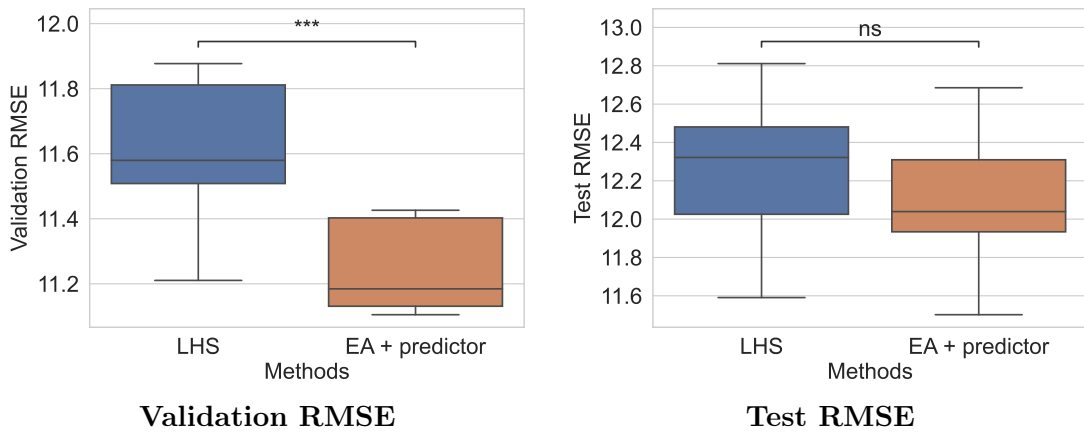 12.0
11.8
11.6
11.4
11.2
Validation RMSE
***
LHS
EA + predictor
Methods
Validation RMSE
13.0
12.8
12.6
12.4
12.2
12.0
11.8
11.6
Test RMSE
ns
LHS
EA + predictor
Methods
Test RMSE